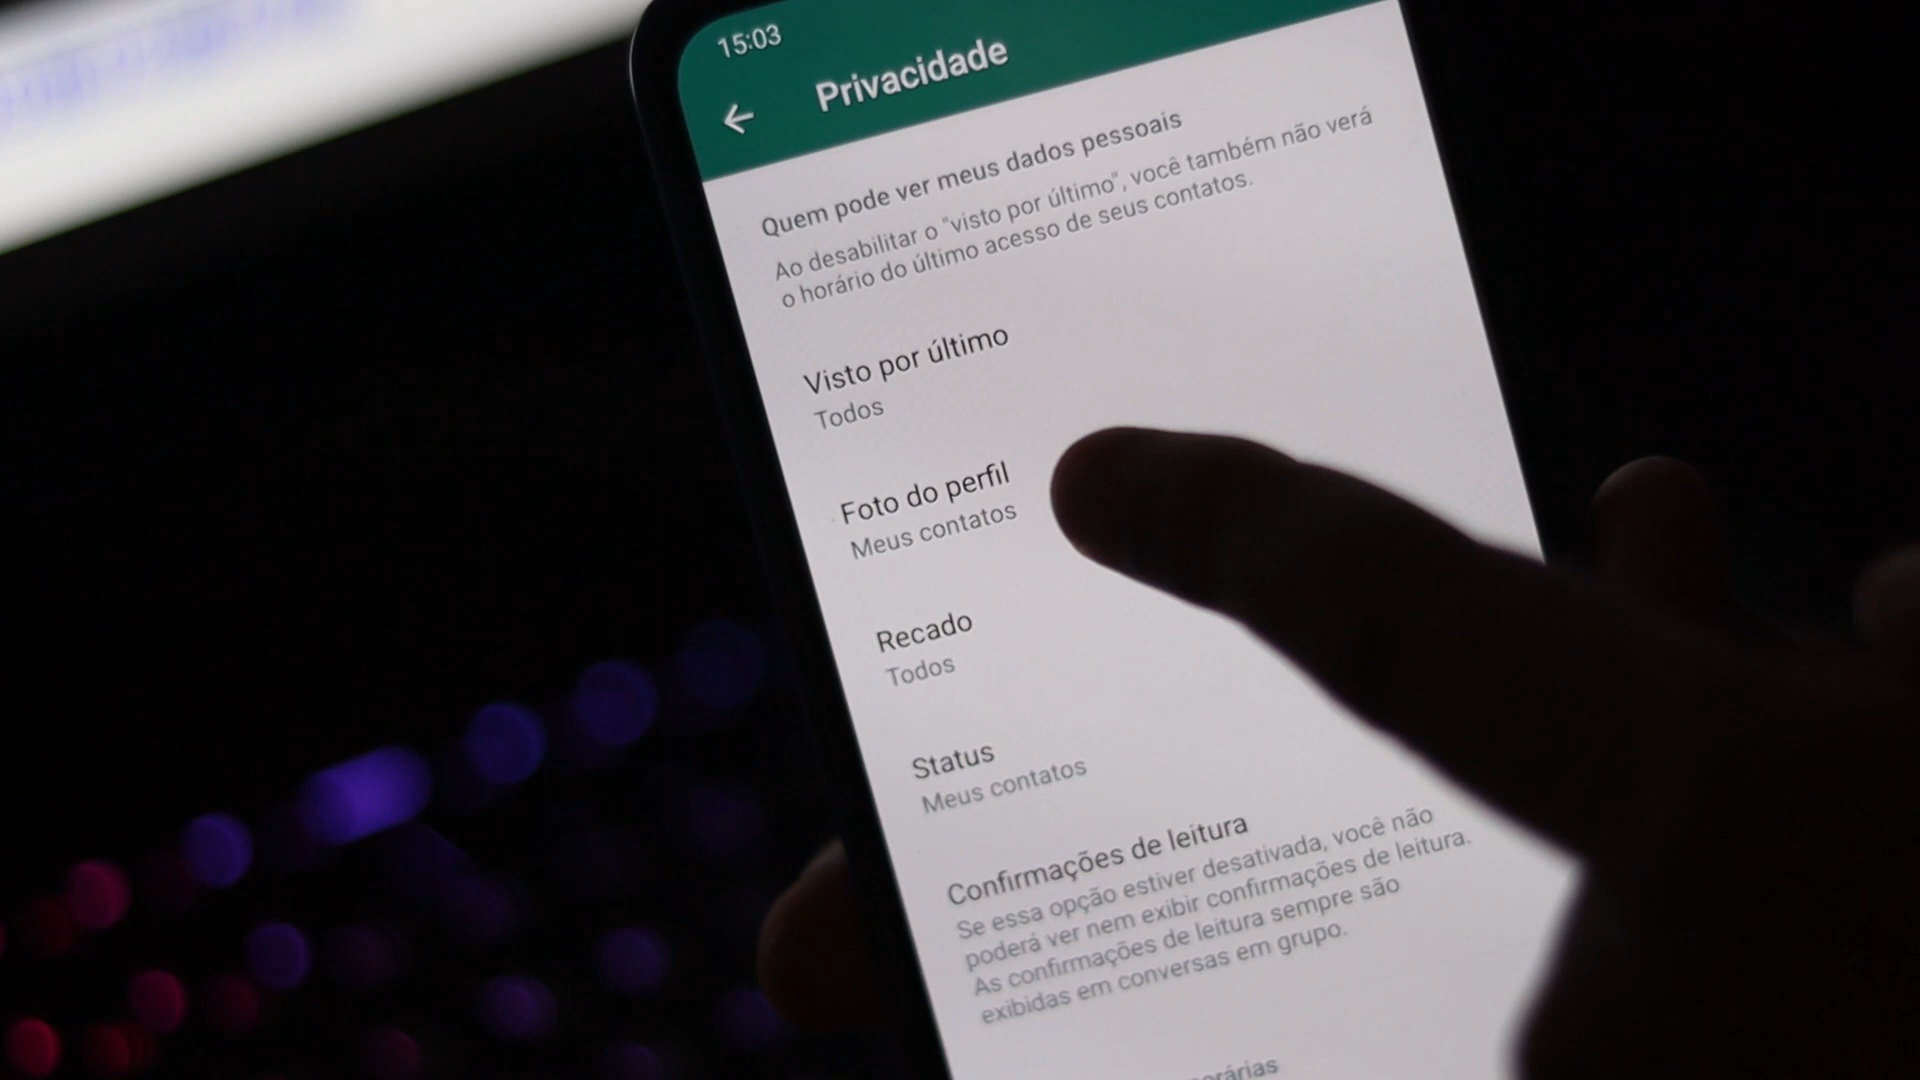 15:03
Privacidade
Quem pode ver meus dados pessoais
Ao desabilitar o "visto por último", você também não verá
o horário do último acesso de seus contatos.
Visto por último
Todos
Foto do perfil
Meus contatos
Recado
Todos
Status
Meus contatos
Confirmações de leitura
Se essa opção estiver desativada, você não
poderá ver nem exibir confirmações de leitura.
As confirmações de leitura sempre são
exibidas em conversas em grupo.